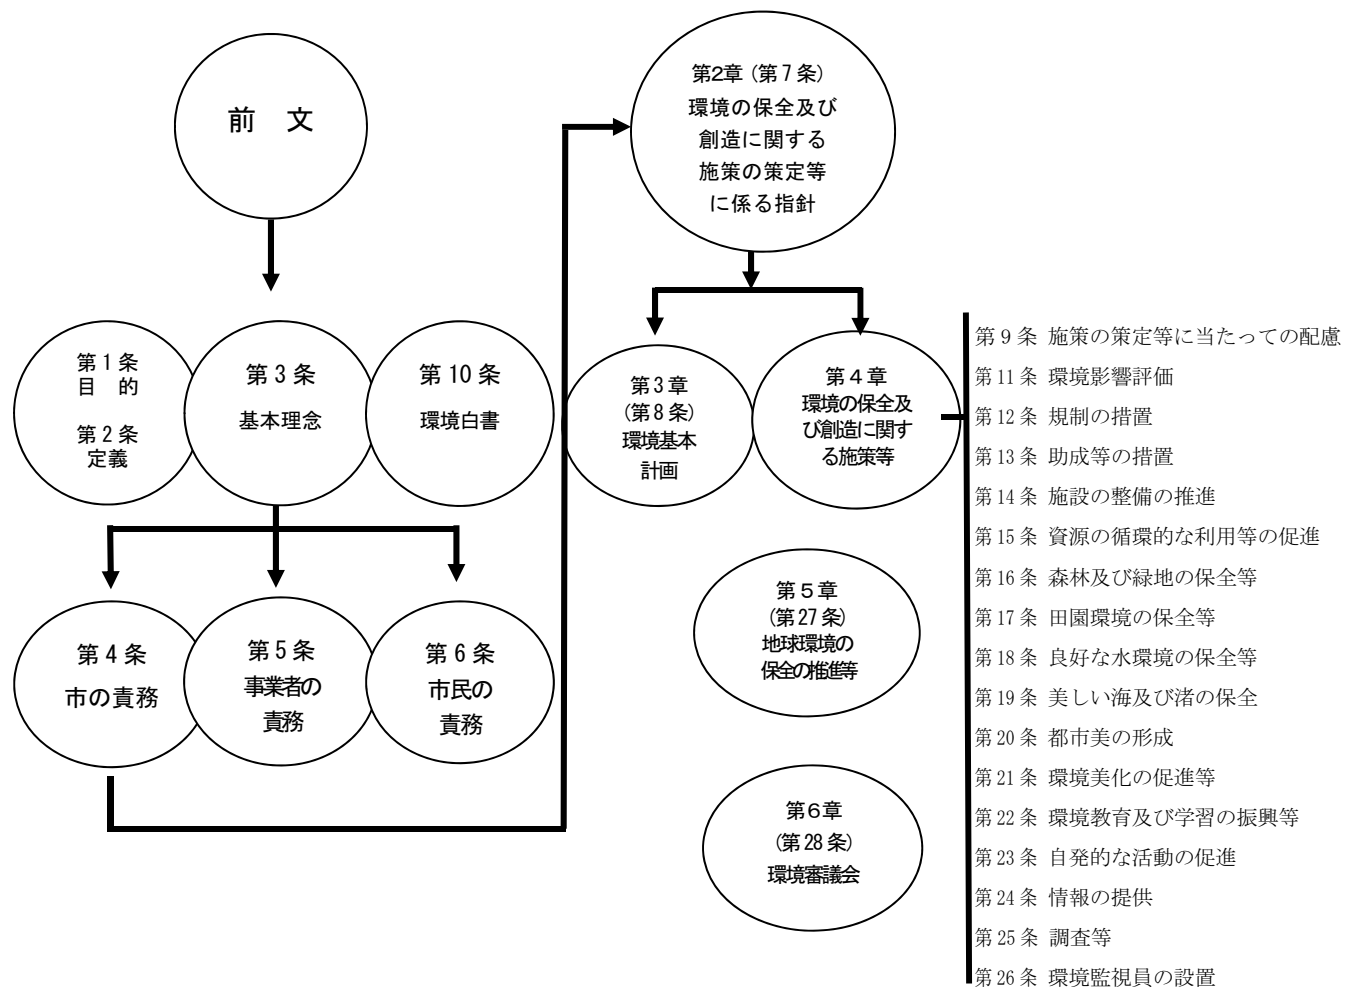 前　文
第１条
目　的
第２条
定義
第３条
基本理念
第10条
環境白書
第４条
市の責務
第５条
事業者の
責務
第６条
市民の
責務
第2章（第７条）
環境の保全及び
創造に関する
施策の策定等
に係る指針
第３章
（第８条）
環境基本
計画
第４章
環境の保全及
び創造に関す
る施策等
第５章
（第27条）
地球環境の
保全の推進等
第６章
（第28条）
環境審議会
第９条 施策の策定等に当たっての配慮
第11条 環境影響評価
第12条 規制の措置
第13条 助成等の措置
第14条 施設の整備の推進
第15条 資源の循環的な利用等の促進
第16条 森林及び緑地の保全等
第17条 田園環境の保全等
第18条 良好な水環境の保全等
第19条 美しい海及び渚の保全
第20条 都市美の形成
第21条 環境美化の促進等
第22条 環境教育及び学習の振興等
第23条 自発的な活動の促進
第24条 情報の提供
第25条 調査等
第26条 環境監視員の設置